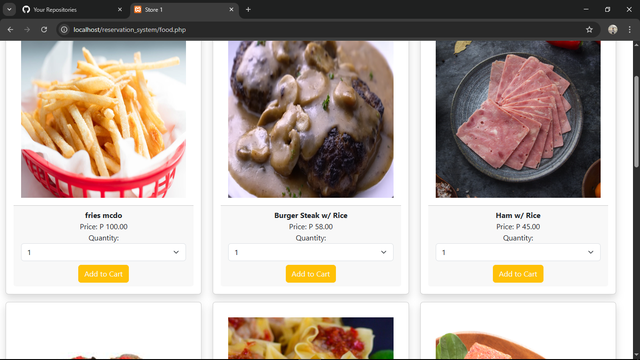 Your Repositories
Store 1
localhost/reservation_system/food.php
fries mcdo
Price: P 100.00
Quantity:
1
Add to Cart
Burger Steak w/ Rice
Price: P 58.00
Quantity:
1
Add to Cart
Ham w/ Rice
Price: P 45.00
Quantity:
1
Add to Cart